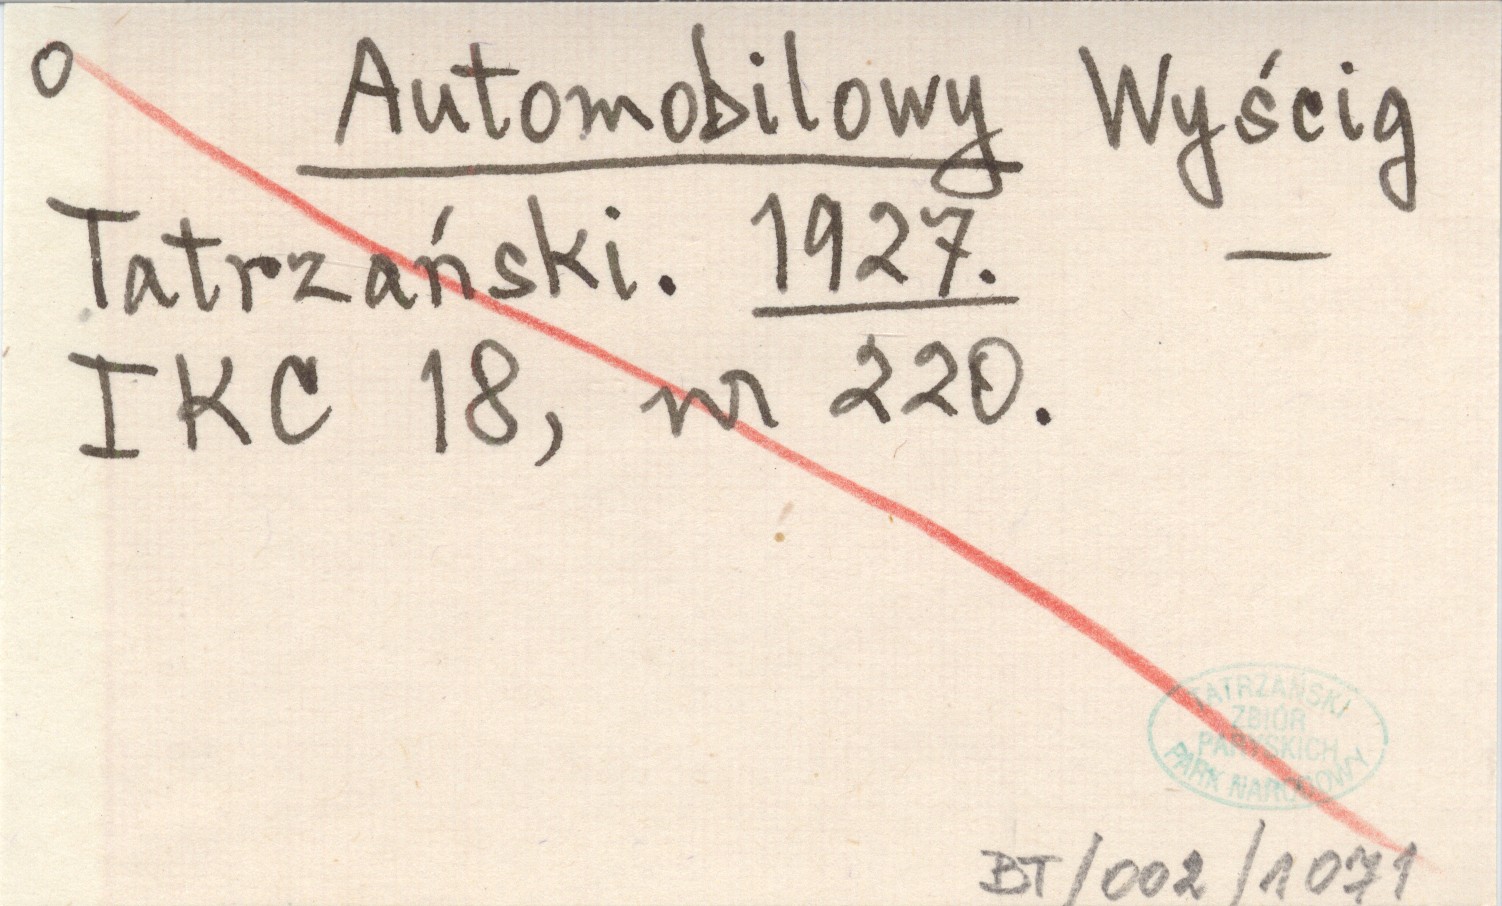 O Automobilowy Wyścig
Tatrzański. 1927. —
IKC 18, nr 220.
TATRZAŃSKI
ZBIÓR
PARYSKICH
PARK NARODOWY
BT/002/1071